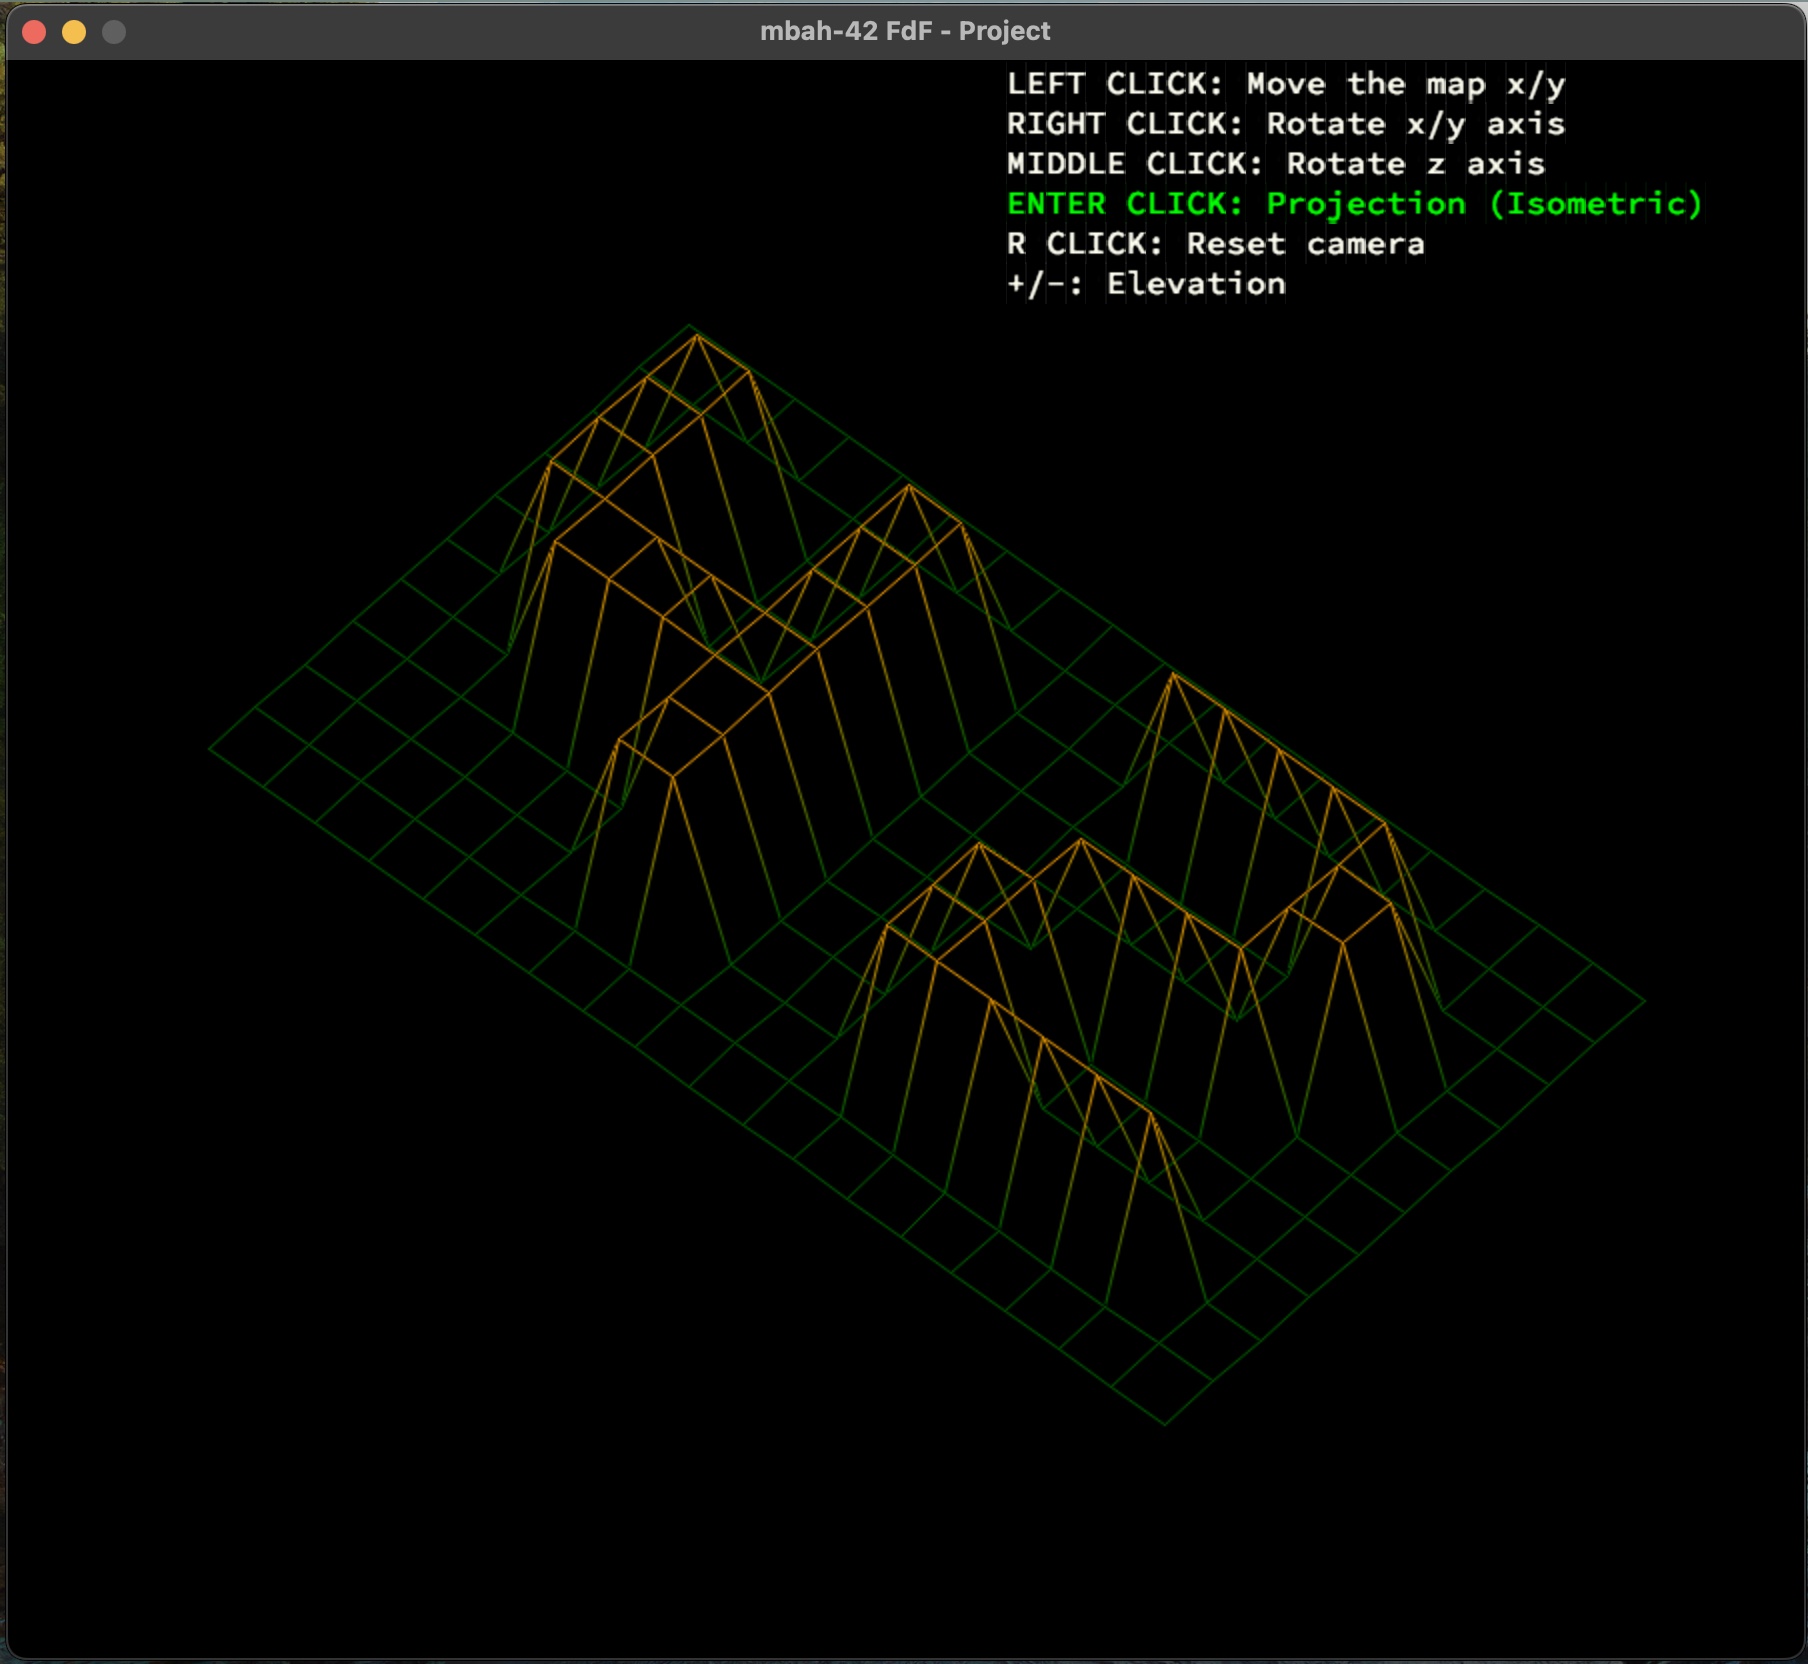 mbah-42 FdF - Project
LEFT CLICK: Move the map x/y
RIGHT CLICK: Rotate x/y axis
MIDDLE CLICK: Rotate z axis
ENTER CLICK: Projection (Isometric)
R CLICK: Reset camera
+/-: Elevation
42